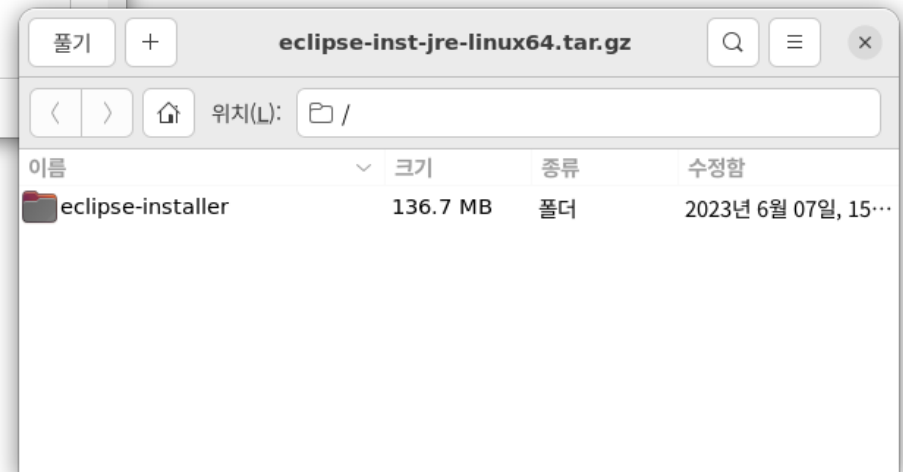 풀기 + eclipse-inst-jre-linux64.tar.gz
위치(L): /
이름 크기 종류 수정함
eclipse-installer 136.7 MB 폴더 2023년 6월 07일, 15…